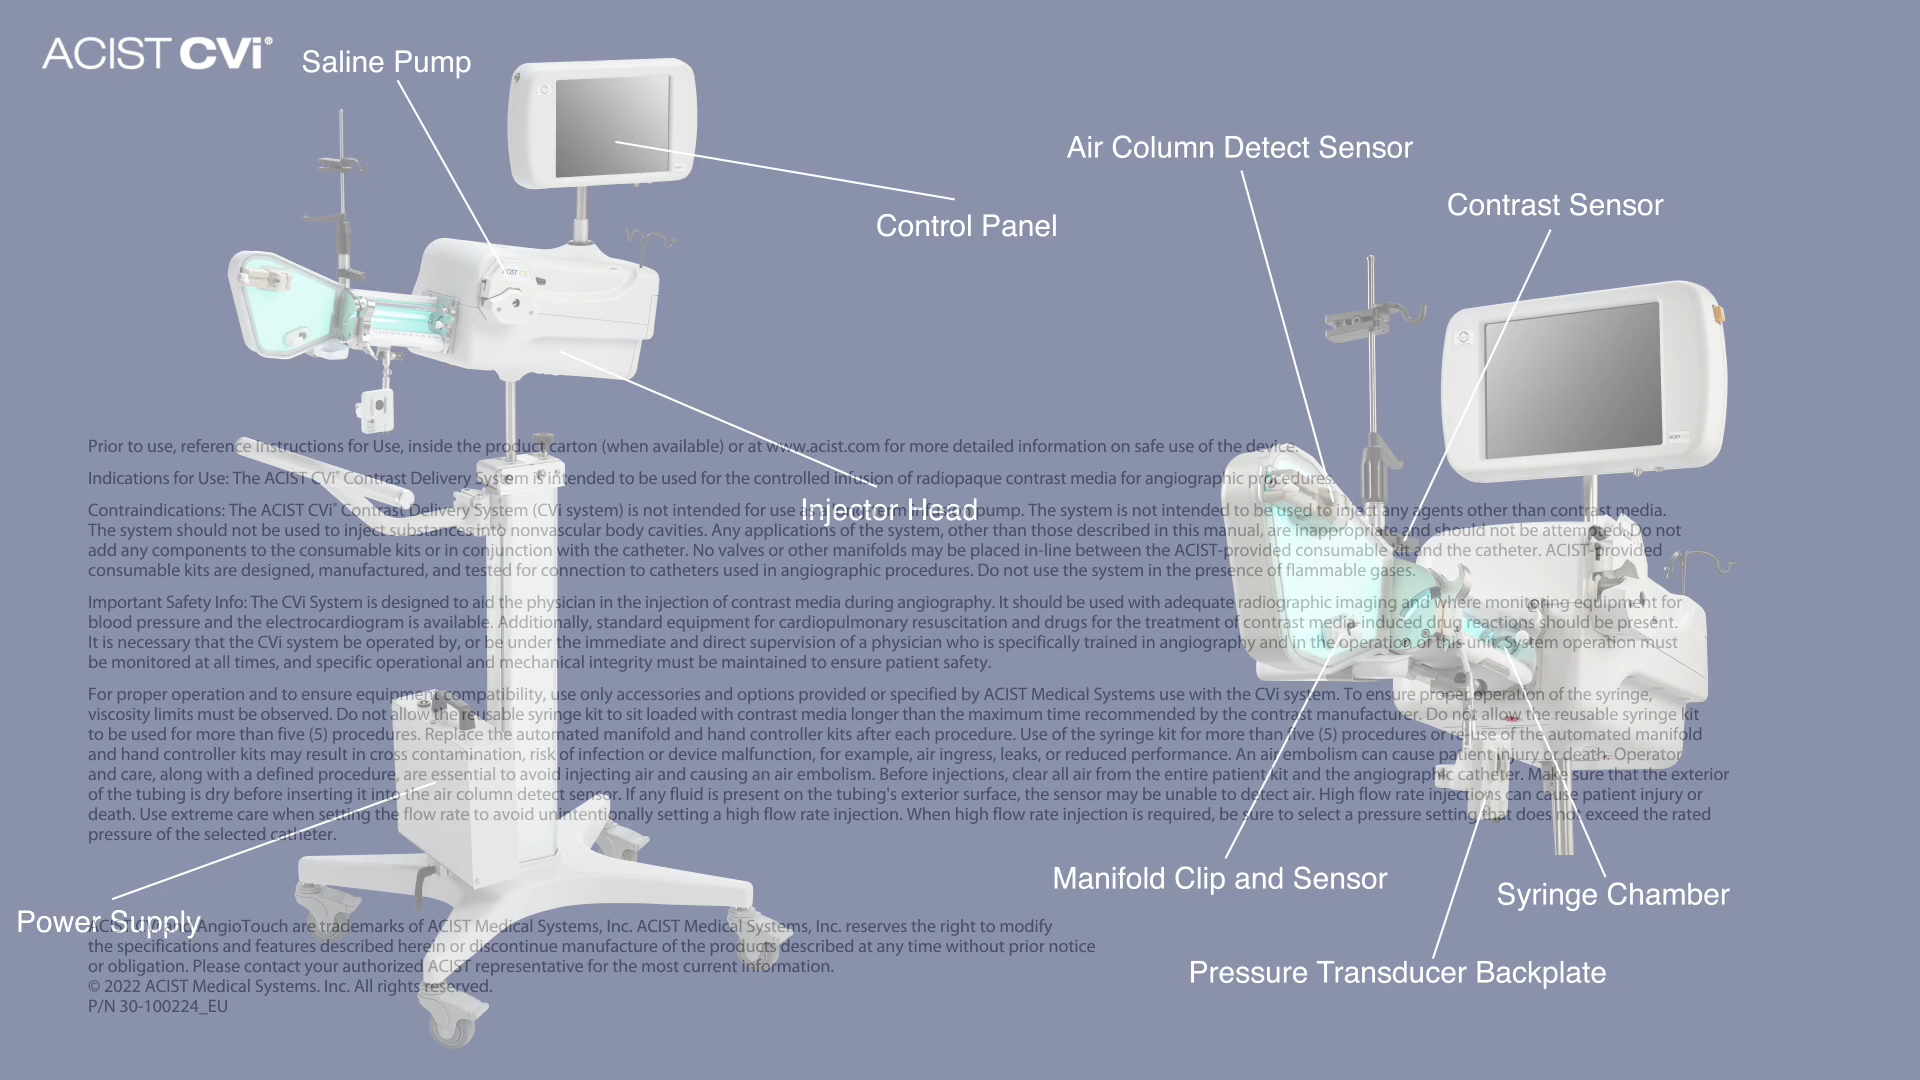 ACIST CVi®
Saline Pump
Air Column Detect Sensor
Contrast Sensor
Control Panel
Prior to use, reference Instructions for Use, inside the product carton (when available) or at www.acist.com for more detailed information on safe use of the device.
Indications for Use: The ACIST CVi® Contrast Delivery System is intended to be used for the controlled infusion of radiopaque contrast media for angiographic procedures.
Injector Head
Contraindications: The ACIST CVi® Contrast Delivery System (CVi system) is not intended for use as a long term infusion pump. The system is not intended to be used to inject any agents other than contrast media.
The system should not be used to inject substances into nonvascular body cavities. Any applications of the system, other than those described in this manual, are inappropriate and should not be attempted. Do not
add any components to the consumable kits or in conjunction with the catheter. No valves or other manifolds may be placed in-line between the ACIST-provided consumable kit and the catheter. ACIST-provided
consumable kits are designed, manufactured, and tested for connection to catheters used in angiographic procedures. Do not use the system in the presence of flammable gases.
Important Safety Info: The CVi System is designed to aid the physician in the injection of contrast media during angiography. It should be used with adequate radiographic imaging and where monitoring equipment for
blood pressure and the electrocardiogram is available. Additionally, standard equipment for cardiopulmonary resuscitation and drugs for the treatment of contrast media-induced drug reactions should be present.
It is necessary that the CVi system be operated by, or be under the immediate and direct supervision of a physician who is specifically trained in angiography and in the operation of this unit. System operation must
be monitored at all times, and specific operational and mechanical integrity must be maintained to ensure patient safety.
For proper operation and to ensure equipment compatibility, use only accessories and options provided or specified by ACIST Medical Systems use with the CVi system. To ensure proper operation of the syringe,
viscosity limits must be observed. Do not allow the reusable syringe kit to sit loaded with contrast media longer than the maximum time recommended by the contrast manufacturer. Do not allow the reusable syringe kit
to be used for more than five (5) procedures. Replace the automated manifold and hand controller kits after each procedure. Use of the syringe kit for more than five (5) procedures or re-use of the automated manifold
and hand controller kits may result in cross contamination, risk of infection or device malfunction, for example, air ingress, leaks, or reduced performance. An air embolism can cause patient injury or death. Operator
and care, along with a defined procedure, are essential to avoid injecting air and causing an air embolism. Before injections, clear all air from the entire patient kit and the angiographic catheter. Make sure that the exterior
of the tubing is dry before inserting it into the air column detect sensor. If any fluid is present on the tubing's exterior surface, the sensor may be unable to detect air. High flow rate injections can cause patient injury or
death. Use extreme care when setting the flow rate to avoid unintentionally setting a high flow rate injection. When high flow rate injection is required, be sure to select a pressure setting that does not exceed the rated
pressure of the selected catheter.
Manifold Clip and Sensor
Syringe Chamber
Power Supply
ACIST CVi and AngioTouch are trademarks of ACIST Medical Systems, Inc. ACIST Medical Systems, Inc. reserves the right to modify
the specifications and features described herein or discontinue manufacture of the products described at any time without prior notice
or obligation. Please contact your authorized ACIST representative for the most current information.
© 2022 ACIST Medical Systems. Inc. All rights reserved.
P/N 30-100224_EU
Pressure Transducer Backplate